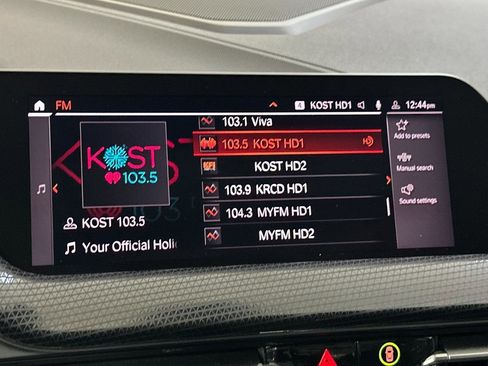 FM
KOST HD1
12:44pm
KOST
103.5
KOST 103.5
Your Official Holi
103.1 Viva
103.5 KOST HD1
KOST HD2
103.9 KRCD HD1
104.3 MYFM HD1
MYFM HD2
Add to presets
Manual search
Sound settings